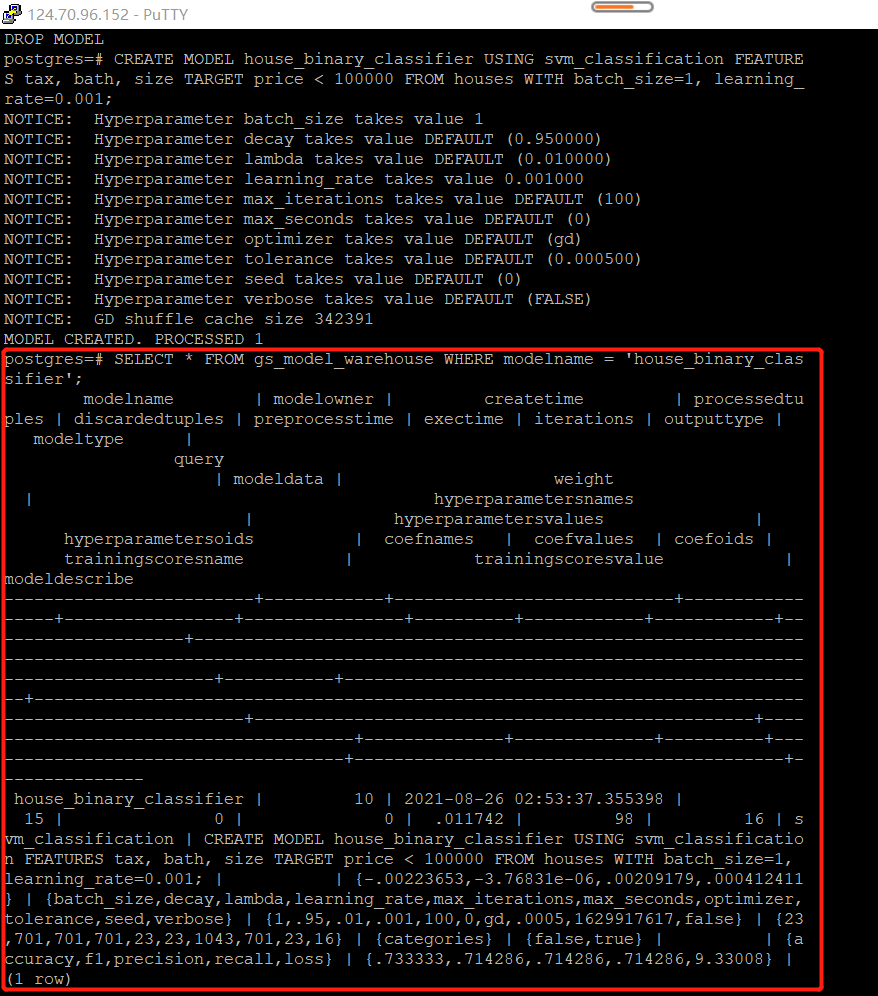 124.70.96.152 - PuTTY
DROP MODEL
postgres=# CREATE MODEL house_binary_classifier USING svm_classification FEATURE
S tax, bath, size TARGET price < 100000 FROM houses WITH batch_size=1, learning_
rate=0.001;
NOTICE:  Hyperparameter batch_size takes value 1
NOTICE:  Hyperparameter decay takes value DEFAULT (0.950000)
NOTICE:  Hyperparameter lambda takes value DEFAULT (0.010000)
NOTICE:  Hyperparameter learning_rate takes value 0.001000
NOTICE:  Hyperparameter max_iterations takes value DEFAULT (100)
NOTICE:  Hyperparameter max_seconds takes value DEFAULT (0)
NOTICE:  Hyperparameter optimizer takes value DEFAULT (gd)
NOTICE:  Hyperparameter tolerance takes value DEFAULT (0.000500)
NOTICE:  Hyperparameter seed takes value DEFAULT (0)
NOTICE:  Hyperparameter verbose takes value DEFAULT (FALSE)
NOTICE:  GD shuffle cache size 342391
MODEL CREATED. PROCESSED 1
postgres=# SELECT * FROM gs_model_warehouse WHERE modelname = 'house_binary_clas
sifier';
        modelname        | modelowner |         createtime         | processedtu
ples | discardedtuples | preprocesstime | exectime | iterations | outputtype |
   modeltype      |
                 query
                     | modeldata |                     weight
  |                                        hyperparametersnames
                        |              hyperparametersvalues               |
      hyperparametersoids          |  coefnames   |  coefvalues  | coefoids |
      trainingscoresname          |            trainingscoresvalue            |
modeldescribe
-------------------------+------------+----------------------------+------------
-----+-----------------+----------------+----------+------------+------------+--
------------------+-------------------------------------------------------------
--------------------------------------------------------------------------------
---------------------+-----------+----------------------------------------------
--+-----------------------------------------------------------------------------
------------------------+--------------------------------------------------+----
-----------------------------------+--------------+--------------+----------+---
----------------------------------+-------------------------------------------+-
--------------
 house_binary_classifier |         10 | 2021-08-26 02:53:37.355398 |
  15 |               0 |              0 |  .011742 |         98 |         16 | s
vm_classification | CREATE MODEL house_binary_classifier USING svm_classificatio
n FEATURES tax, bath, size TARGET price < 100000 FROM houses WITH batch_size=1,
learning_rate=0.001; |           | {-.00223653,-3.76831e-06,.00209179,.000412411
} | {batch_size,decay,lambda,learning_rate,max_iterations,max_seconds,optimizer,
tolerance,seed,verbose} | {1,.95,.01,.001,100,0,gd,.0005,1629917617,false} | {23
,701,701,701,23,23,1043,701,23,16} | {categories} | {false,true} |          | {a
ccuracy,f1,precision,recall,loss} | {.733333,.714286,.714286,.714286,9.33008} |
(1 row)